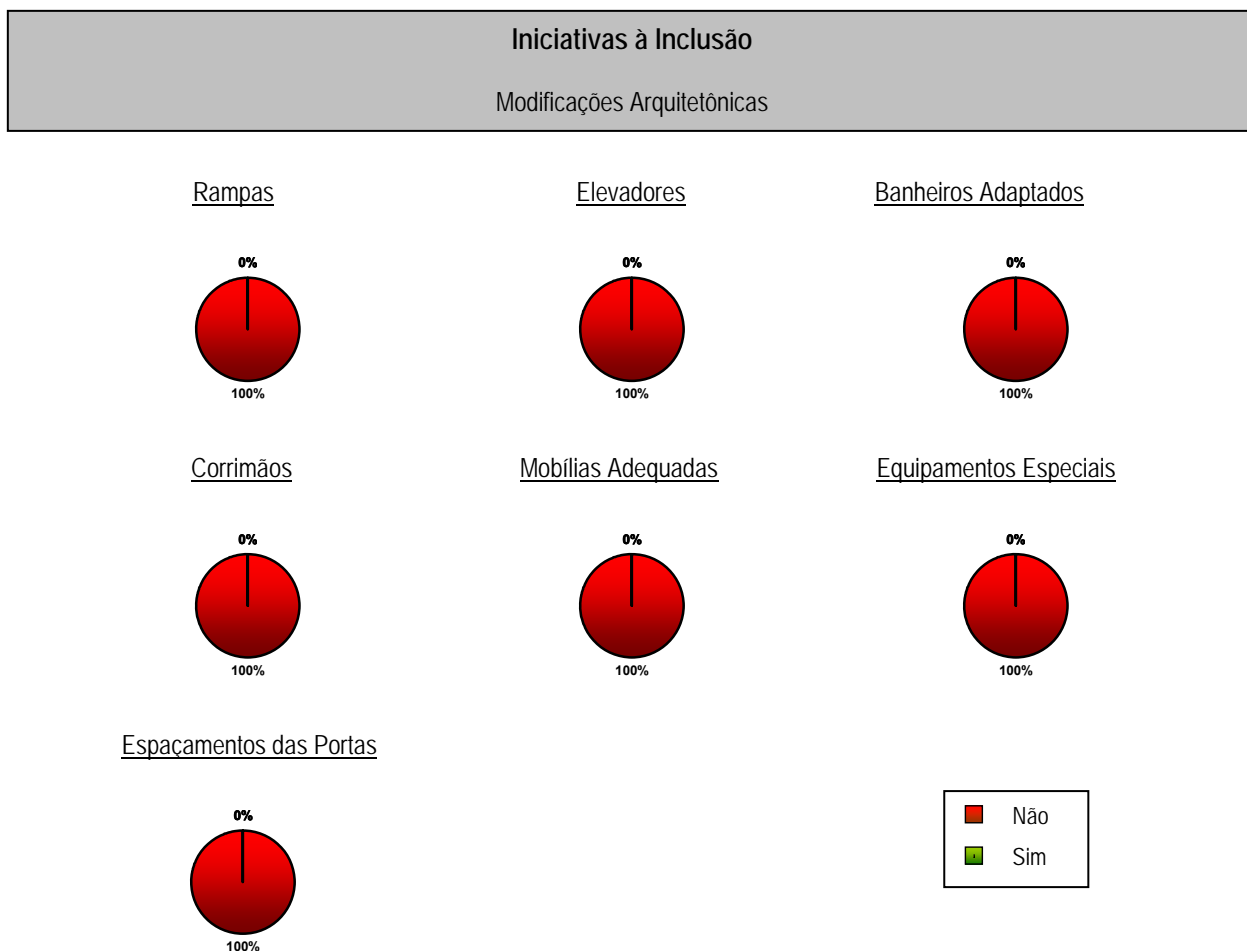 Iniciativas à Inclusão
Modificações Arquitetônicas
Rampas
Elevadores
Banheiros Adaptados
0%
0%
0%
100%
100%
100%
Corrimãos
Mobílias Adequadas
Equipamentos Especiais
0%
0%
0%
100%
100%
100%
Espaçamentos das Portas
0%
100%
Não
Sim